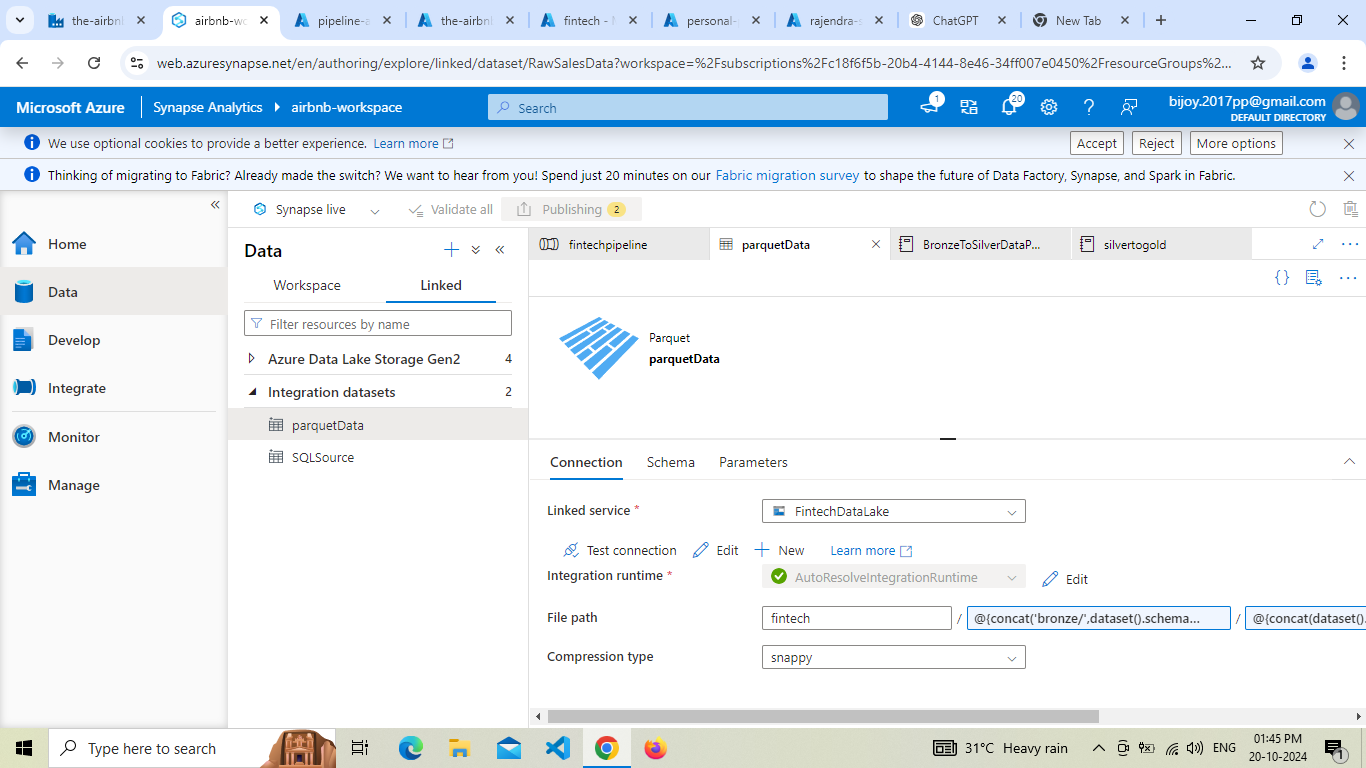 the-airbnb
airbnb-wo
pipeline-a
the-airbnb
fintech - M
personal-
rajendra-s
ChatGPT
New Tab
web.azuresynapse.net/en/authoring/explore/linked/dataset/RawSalesData?workspace=%2Fsubscriptions%2Fc18f6f5b-20b4-4144-8e46-34ff007e0450%2FresourceGroups%2...
Microsoft Azure
Synapse Analytics
airbnb-workspace
Search
1
20
bijoy.2017pp@gmail.com
DEFAULT DIRECTORY
We use optional cookies to provide a better experience. Learn more
Accept
Reject
More options
Thinking of migrating to Fabric? Already made the switch? We want to hear from you! Spend just 20 minutes on our Fabric migration survey to shape the future of Data Factory, Synapse, and Spark in Fabric.
Home
Data
Develop
Integrate
Monitor
Manage
Synapse live
Validate all
Publishing 2
Data
Workspace
Linked
Filter resources by name
Azure Data Lake Storage Gen2 4
Integration datasets 2
parquetData
SQLSource
fintechpipeline
parquetData
BronzeToSilverDataP...
silvertogold
{}
Parquet
parquetData
Connection
Schema
Parameters
Linked service *
FintechDataLake
Test connection
Edit
New
Learn more
Integration runtime *
AutoResolveIntegrationRuntime
Edit
File path
fintech / @{concat('bronze/',dataset().schema... / @{concat(dataset().
Compression type
snappy
Type here to search
31°C Heavy rain
ENG
01:45 PM
20-10-2024
1